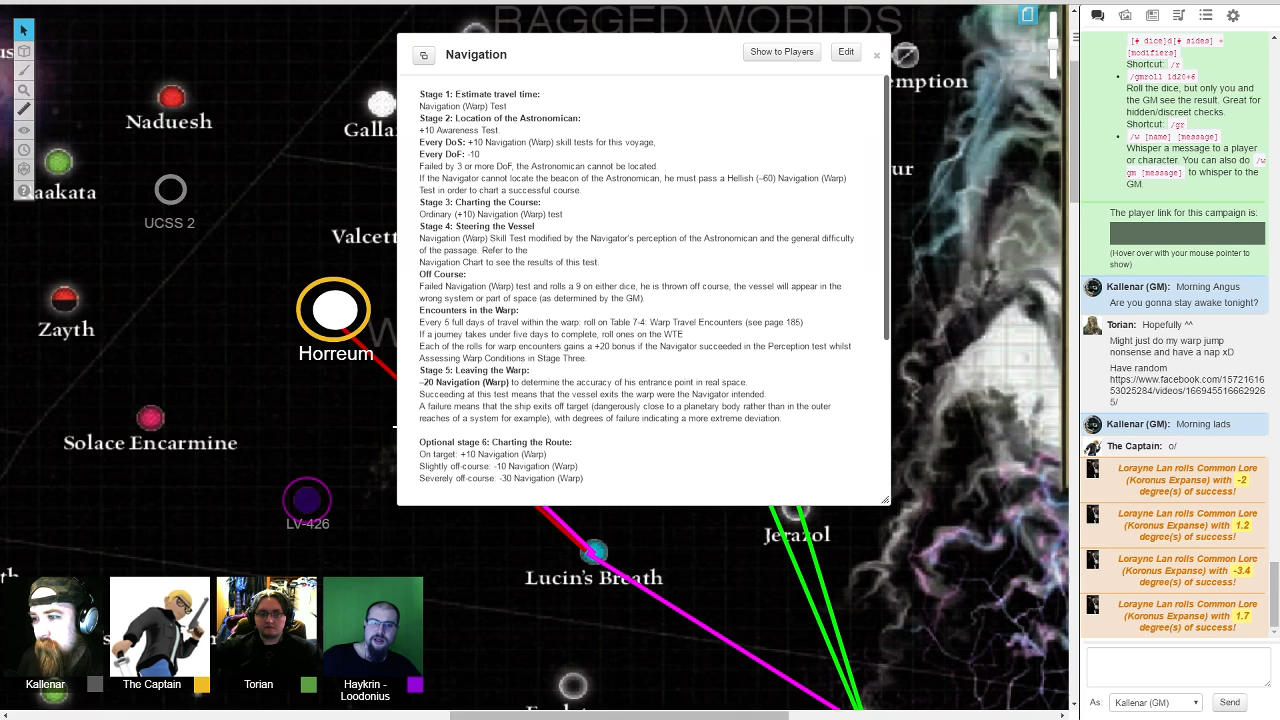 RAGGED WORLDS
Naduesh
Galla
emption
aakata
UCSS 2
ur
Valcett
Zayth
Horreum
Solace Encarmine
LV-426
Lucin's Breath
Jerazol
Navigation
Show to Players
Edit
×
Stage 1: Estimate travel time:
Navigation (Warp) Test
Stage 2: Location of the Astronomican:
+10 Awareness Test.
Every DoS: +10 Navigation (Warp) skill tests for this voyage,
Every DoF: -10
Failed by 3 or more DoF, the Astronomican cannot be located.
If the Navigator cannot locate the beacon of the Astronomican, he must pass a Hellish (–60) Navigation (Warp)
Test in order to chart a successful course.
Stage 3: Charting the Course:
Ordinary (+10) Navigation (Warp) test
Stage 4: Steering the Vessel
Navigation (Warp) Skill Test modified by the Navigator's perception of the Astronomican and the general difficulty
of the passage. Refer to the
Navigation Chart to see the results of this test.
Off Course:
Failed Navigation (Warp) test and rolls a 9 on either dice, he is thrown off course, the vessel will appear in the
wrong system or part of space (as determined by the GM).
Encounters in the Warp:
Every 5 full days of travel within the warp: roll on Table 7-4: Warp Travel Encounters (see page 185)
If a journey takes under five days to complete, roll ones on the WTE
Each of the rolls for warp encounters gains a +20 bonus if the Navigator succeeded in the Perception test whilst
Assessing Warp Conditions in Stage Three.
Stage 5: Leaving the Warp:
–20 Navigation (Warp) to determine the accuracy of his entrance point in real space.
Succeeding at this test means that the vessel exits the warp were the Navigator intended.
A failure means that the ship exits off target (dangerously close to a planetary body rather than in the outer
reaches of a system for example), with degrees of failure indicating a more extreme deviation.
Optional stage 6: Charting the Route:
On target: +10 Navigation (Warp)
Slightly off-course: -10 Navigation (Warp)
Severely off-course: -30 Navigation (Warp)
Kallenar
The Captain
Torian
Haykrin -
Loodonius
[# dice]d[# sides] +
[modifiers]
Shortcut: /r
/gmroll 1d20+6
Roll the dice, but only you and
the GM see the result. Great for
hidden/secret checks.
Shortcut:
/gr
/w [name] [message]
Whisper a message to a player
or character. You can also do /w
gm [message] to whisper to the
GM.
The player link for this campaign is:
(Hover over with your mouse pointer to
show)
Kallenar (GM): Morning Angus
Are you gonna stay awake tonight?
Torian: Hopefully ^^
Might just do my warp jump
nonsense and have a nap xD
Have random
https://www.facebook.com/15721616
53025284/videos/166945516629292
5/
Kallenar (GM): Morning lads
The Captain: o/
Lorayne Lan rolls Common Lore
(Koronus Expanse) with -2
degree(s) of success!
Lorayne Lan rolls Common Lore
(Koronus Expanse) with 1.2
degree(s) of success!
Lorayne Lan rolls Common Lore
(Koronus Expanse) with -3.4
degree(s) of success!
Lorayne Lan rolls Common Lore
(Koronus Expanse) with 1.7
degree(s) of success!
As: Kallenar (GM) Send